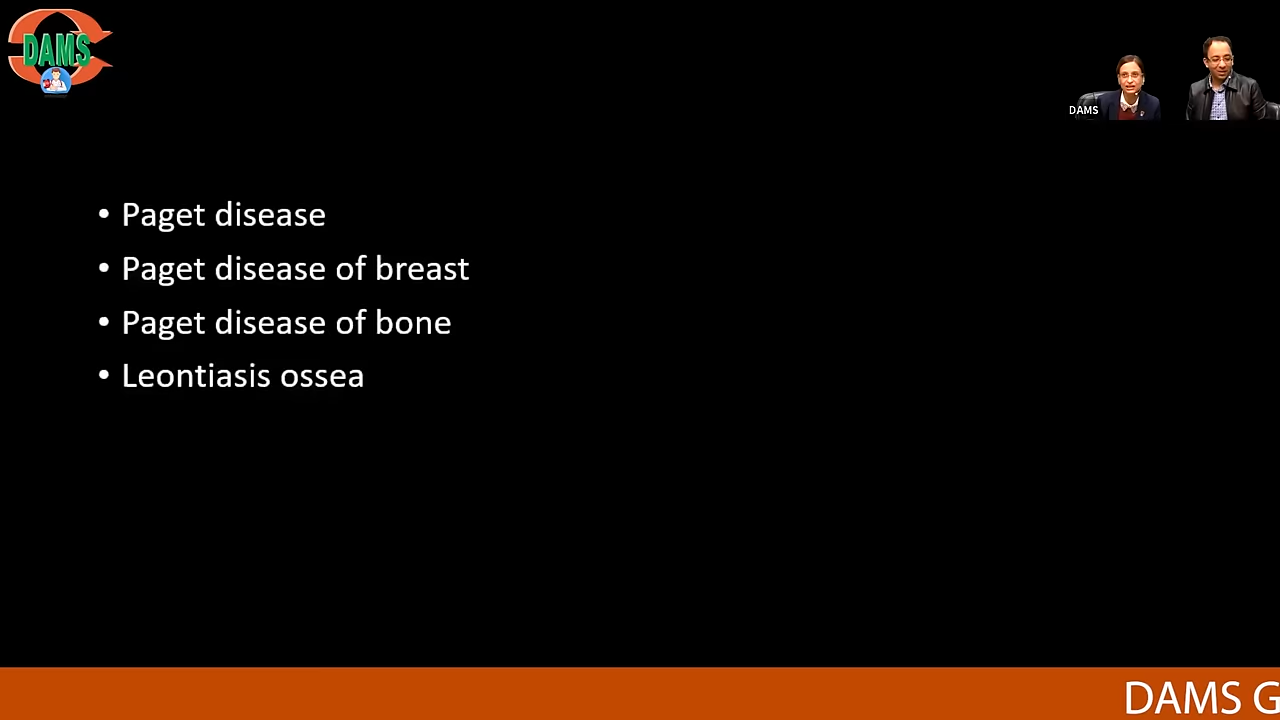 DAMS
DAMS
• Paget disease
• Paget disease of breast
• Paget disease of bone
• Leontiasis ossea
DAMS G